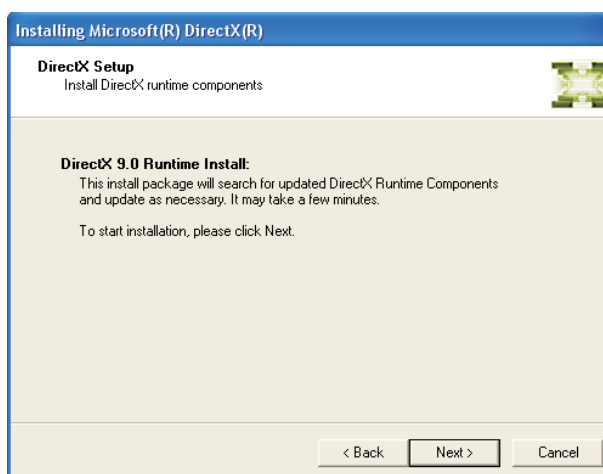 Installing Microsoft(R) DirectX(R)
DirectX Setup
Install DirectX runtime components
DirectX 9.0 Runtime Install:
This install package will search for updated DirectX Runtime Components
and update as necessary. It may take a few minutes.
To start installation, please click Next.
< Back Next > Cancel